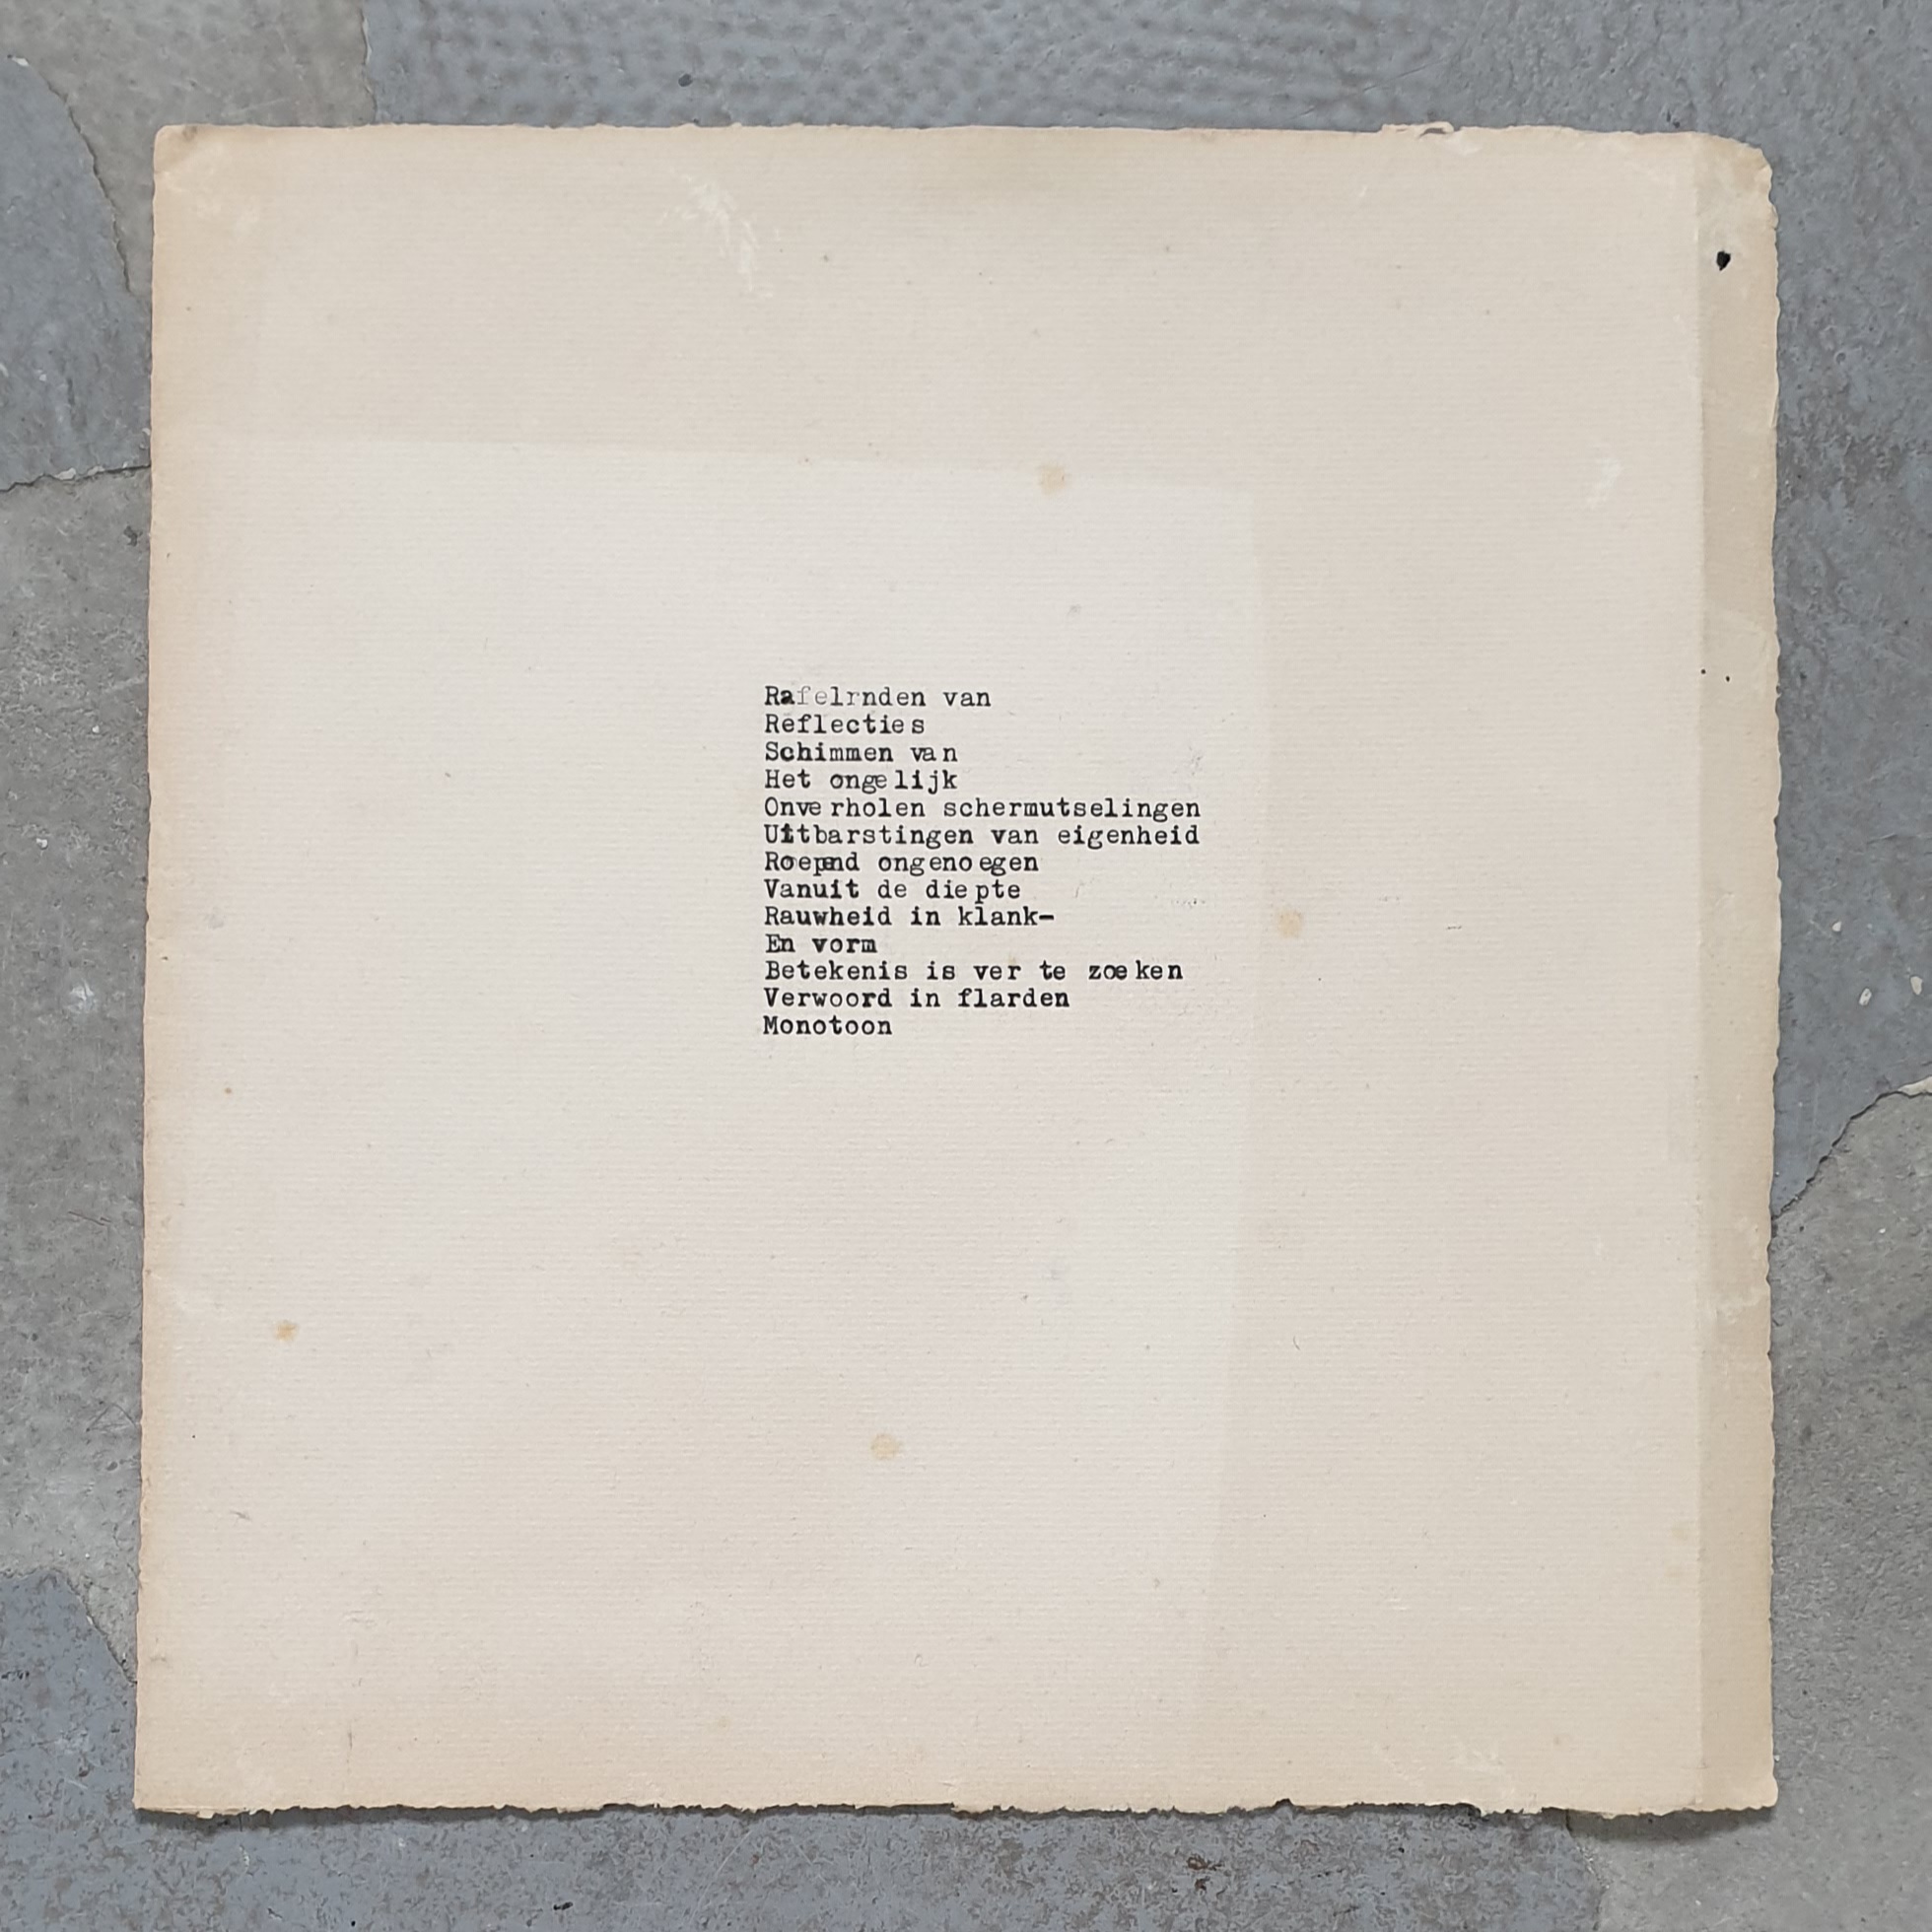 Rafelrnden van
Reflecties
Schimmen van
Het ongelijk
Onverholen schermutselingen
Uitbarstingen van eigenheid
Roepend ongenoegen
Vanuit de diepte
Rauwheid in klank-
En vorm
Betekenis is ver te zoeken
Verwoord in flarden
Monotoon